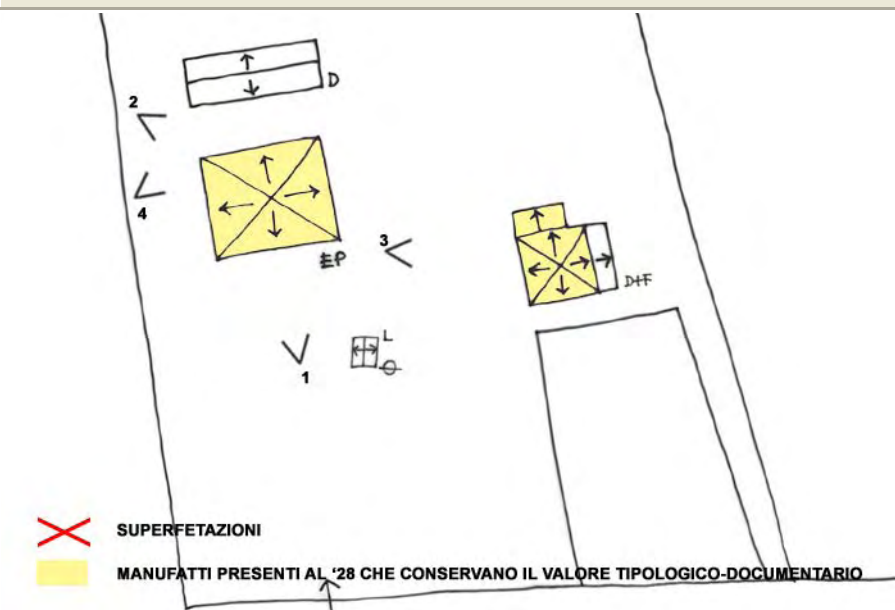 D
2
4
EP
3
D+F
L
1
SUPERFETAZIONI
MANUFATTI PRESENTI AL '28 CHE CONSERVANO IL VALORE TIPOLOGICO-DOCUMENTARIO